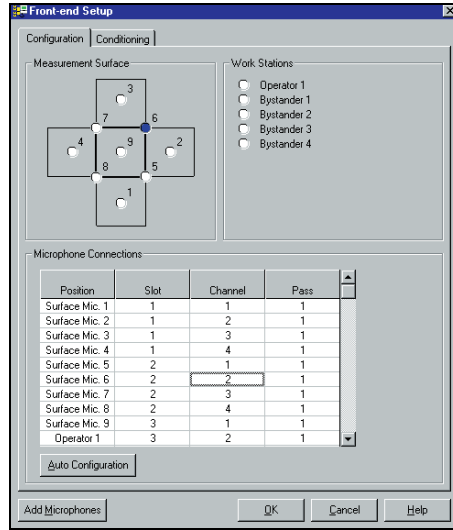 Front-end Setup
Configuration Conditioning
Measurement Surface
3
7 6
4 9 2
8 5
1
Work Stations
Operator 1
Bystander 1
Bystander 2
Bystander 3
Bystander 4
Microphone Connections
Position Slot Channel Pass
Surface Mic. 1 1 1 1
Surface Mic. 2 1 2 1
Surface Mic. 3 1 3 1
Surface Mic. 4 1 4 1
Surface Mic. 5 2 1 1
Surface Mic. 6 2 2 1
Surface Mic. 7 2 3 1
Surface Mic. 8 2 4 1
Surface Mic. 9 3 1 1
Operator 1 3 2 1
Auto Configuration
Add Microphones OK Cancel Help